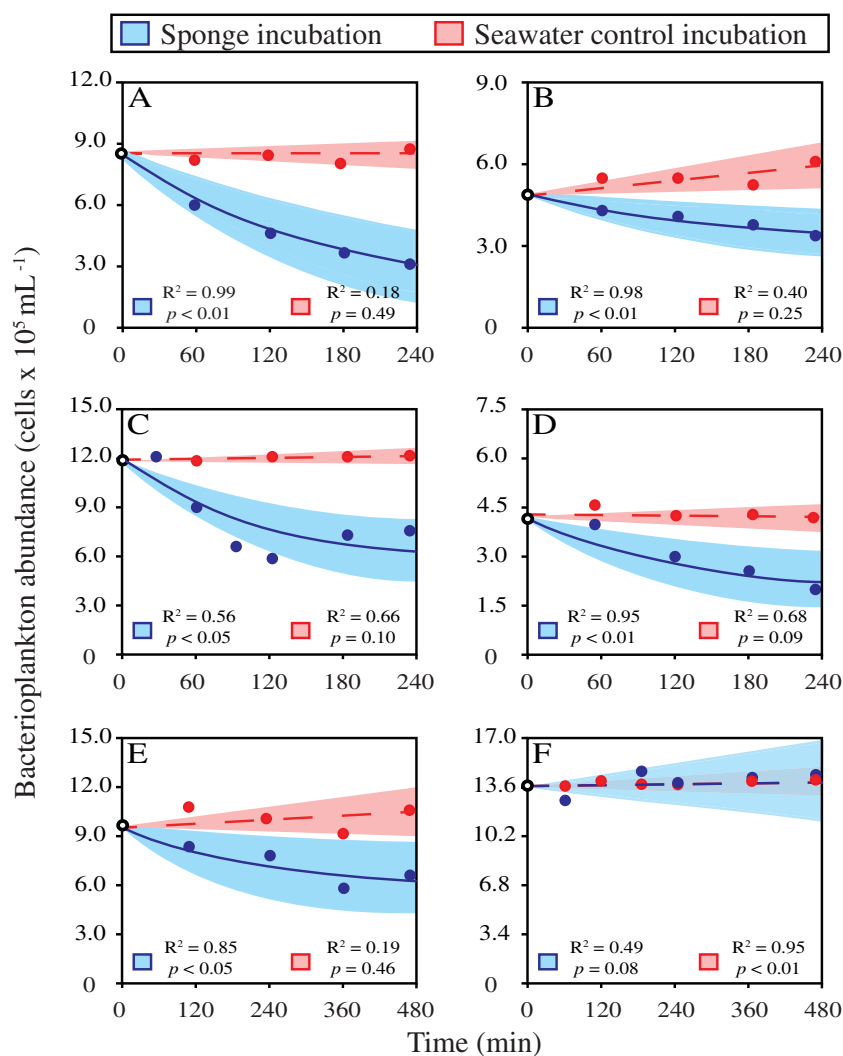 Sponge incubation Seawater control incubation
Bacterioplankton abundance (cells x 10⁵ mL⁻¹)
A
12.0
9.0
6.0
3.0
0
R² = 0.99
p < 0.01
R² = 0.18
p = 0.49
0 60 120 180 240
B
9.0
6.0
3.0
0
R² = 0.98
p < 0.01
R² = 0.40
p = 0.25
0 60 120 180 240
C
15.0
12.0
9.0
6.0
3.0
0
R² = 0.56
p < 0.05
R² = 0.66
p = 0.10
0 60 120 180 240
D
7.5
6.0
4.5
3.0
1.5
0
R² = 0.95
p < 0.01
R² = 0.68
p = 0.09
0 60 120 180 240
E
15.0
12.0
9.0
6.0
3.0
0
R² = 0.85
p < 0.05
R² = 0.19
p = 0.46
0 120 240 360 480
F
17.0
13.6
10.2
6.8
3.4
0
R² = 0.49
p = 0.08
R² = 0.95
p < 0.01
0 120 240 360 480
Time (min)